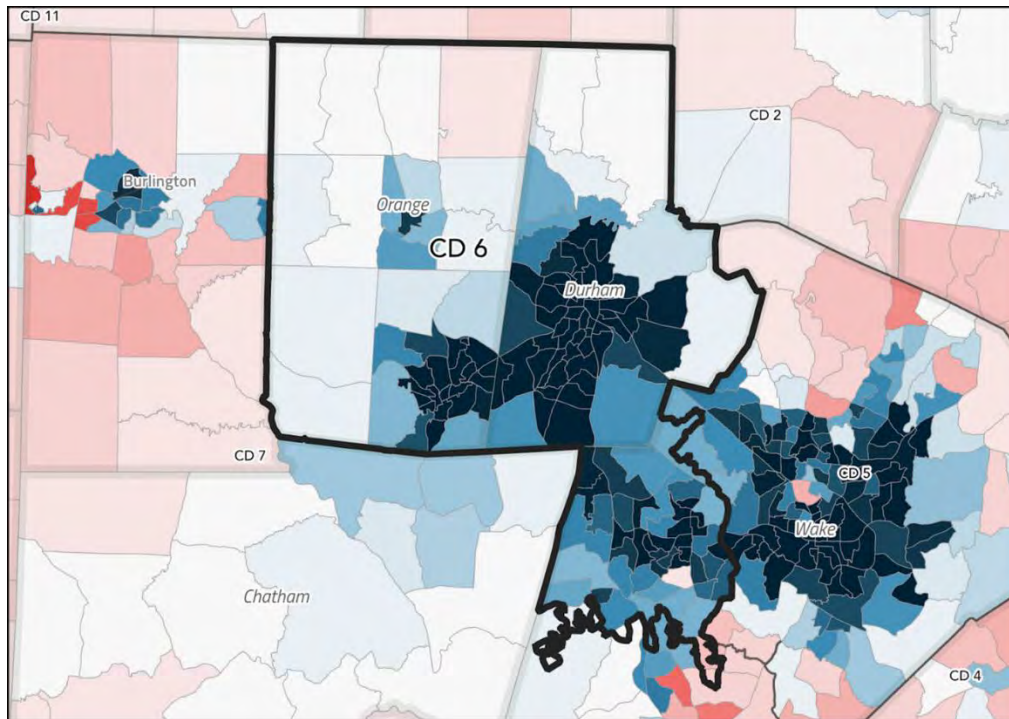 CD 11
CD 2
Burlington
Orange
CD 6
Durham
CD 7
CD 5
Wake
Chatham
CD 4